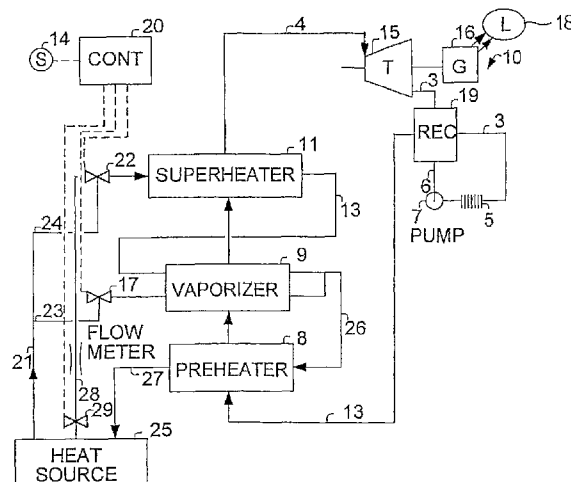 20
14
S
CONT
4
15
T
16
G
L
18
10
3
19
REC
3
6
7
5
PUMP
11
22
SUPERHEATER
13
24
9
17
VAPORIZER
23
FLOW
METER
26
8
PREHEATER
21
27
28
29
13
25
HEAT
SOURCE